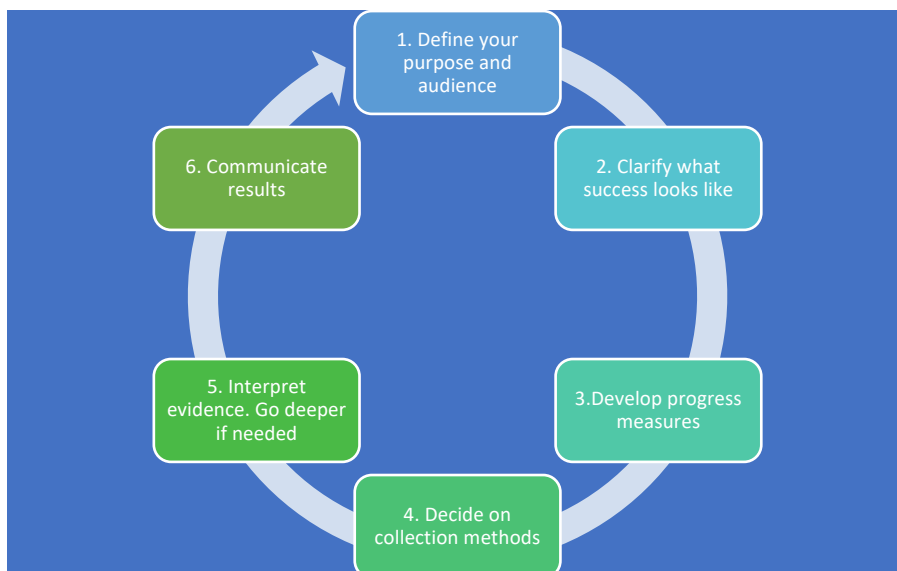 1. Define your
purpose and
audience
2. Clarify what
success looks like
3.Develop progress
measures
4. Decide on
collection methods
5. Interpret
evidence. Go deeper
if needed
6. Communicate
results